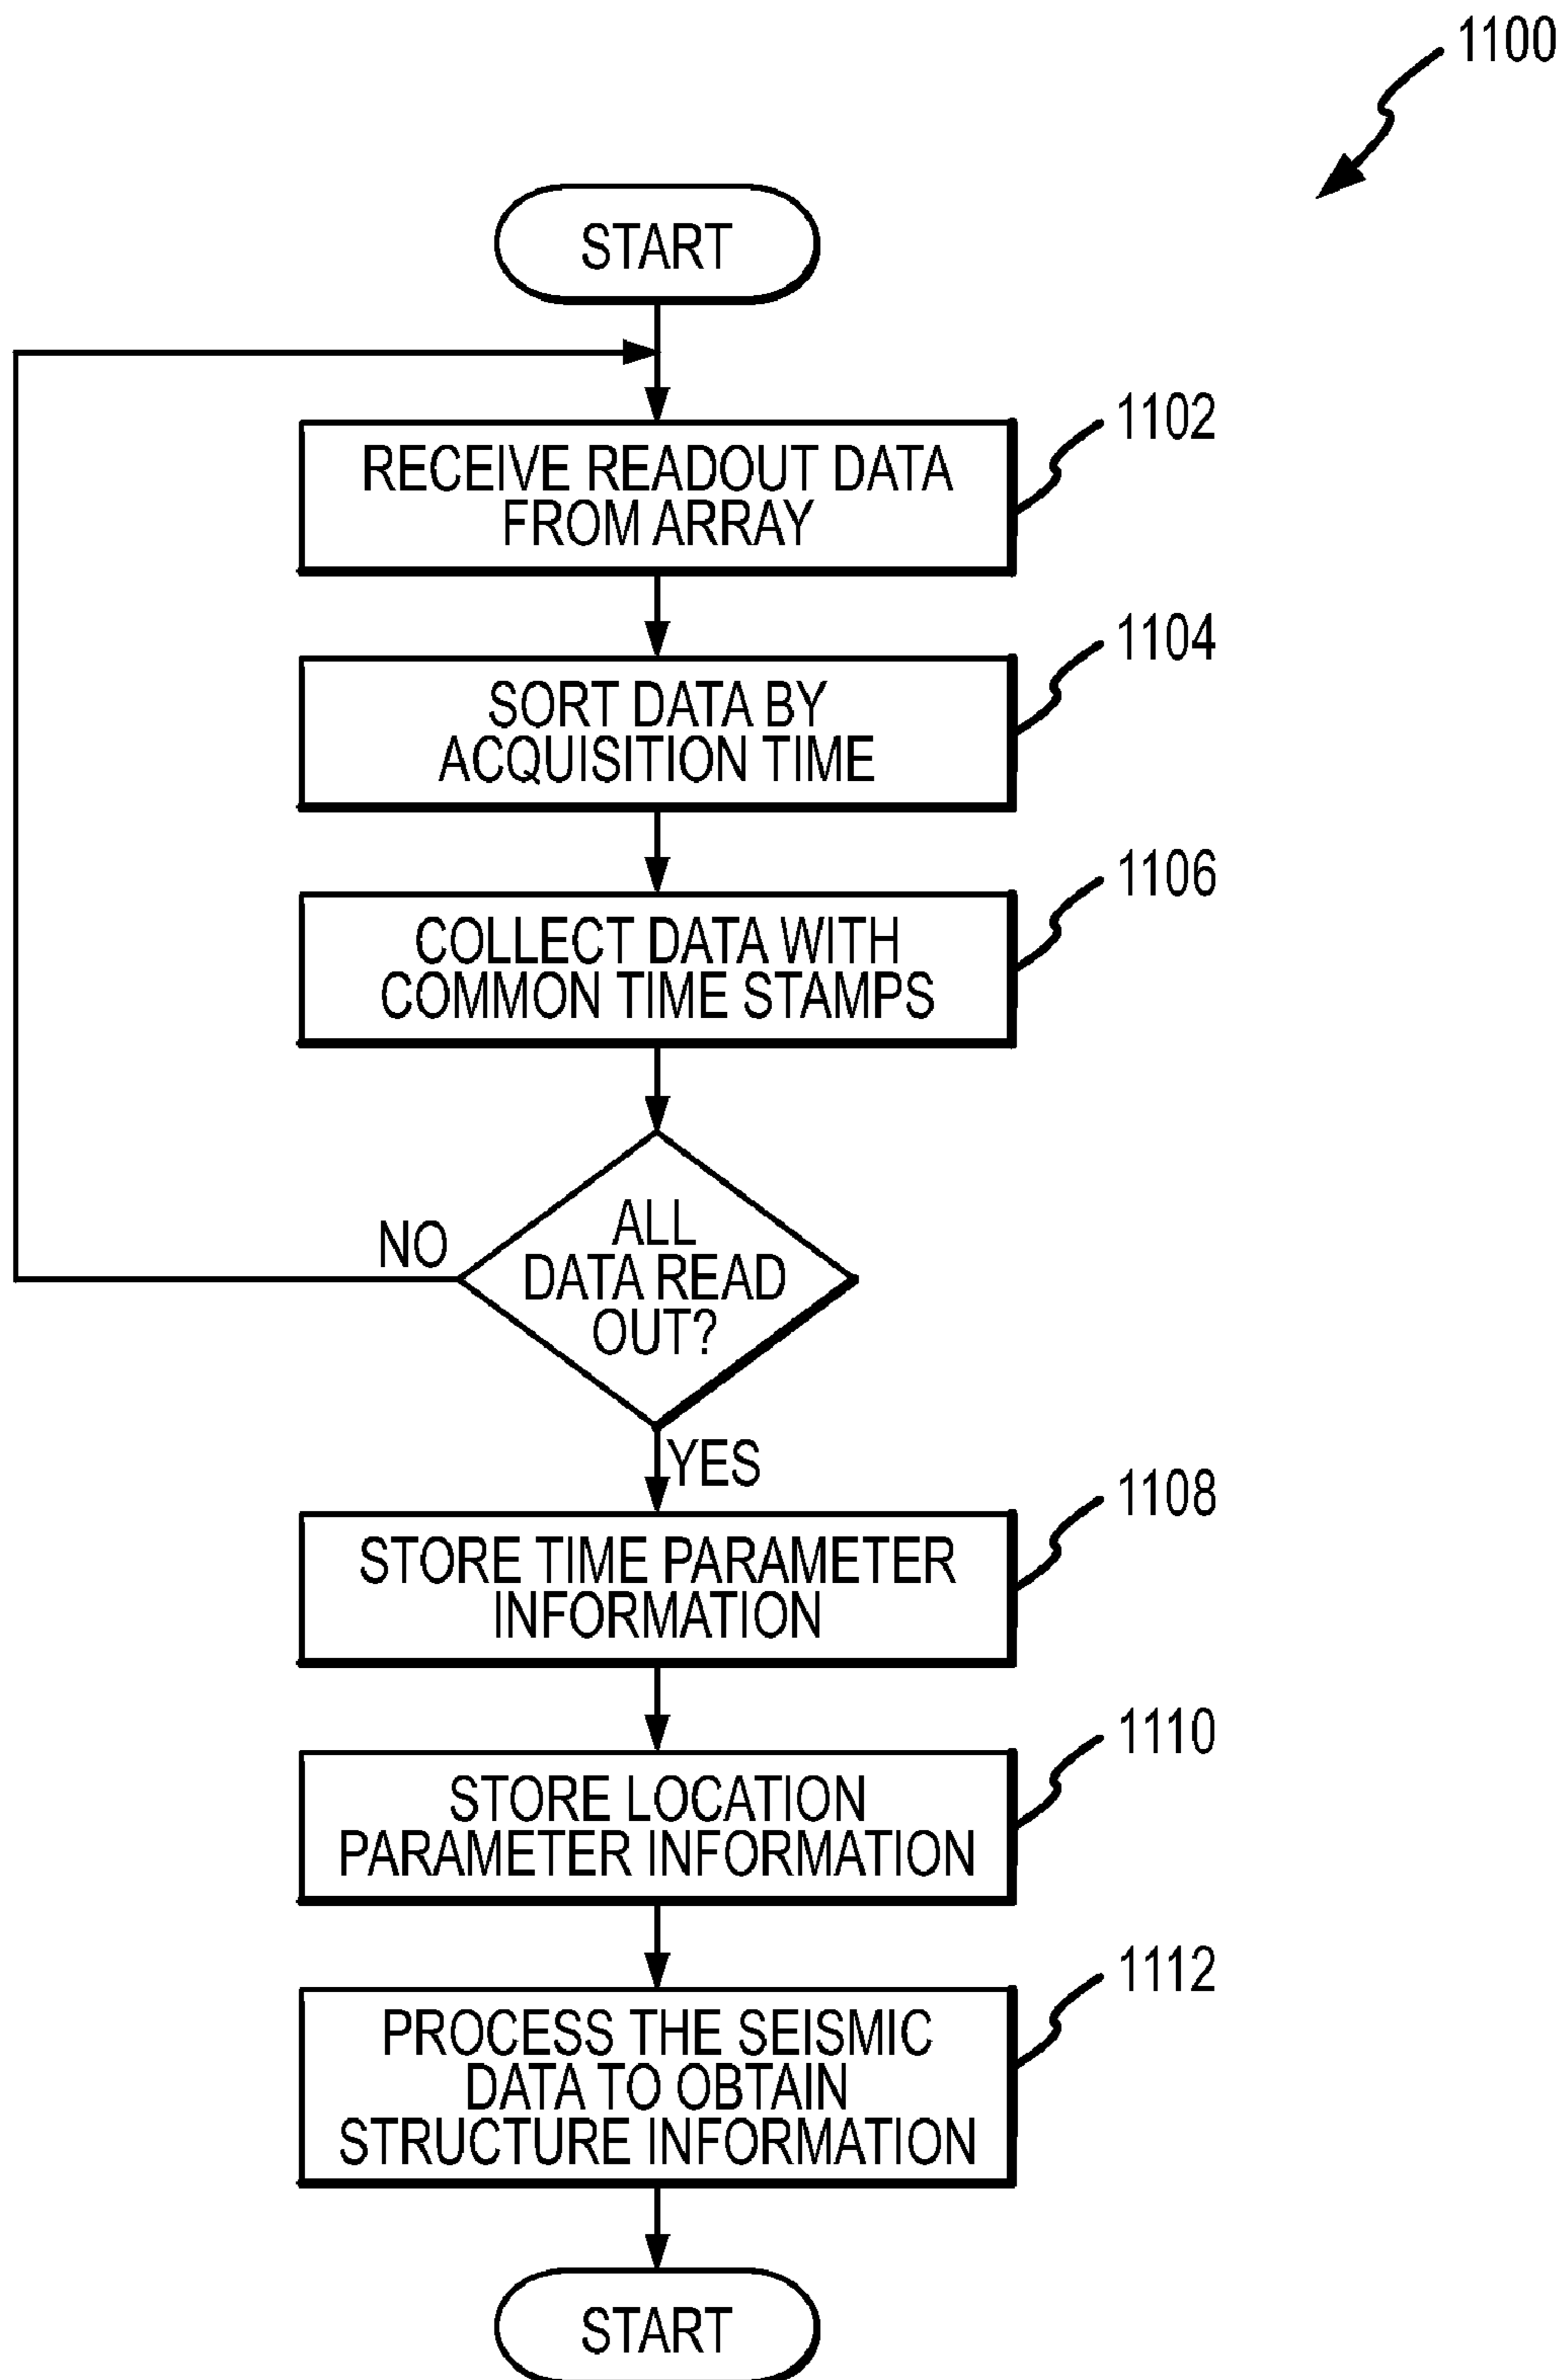 1100
START
RECEIVE READOUT DATA
FROM ARRAY
1102
SORT DATA BY
ACQUISITION TIME
1104
COLLECT DATA WITH
COMMON TIME STAMPS
1106
ALL
DATA READ
OUT?
NO
YES
STORE TIME PARAMETER
INFORMATION
1108
STORE LOCATION
PARAMETER INFORMATION
1110
PROCESS THE SEISMIC
DATA TO OBTAIN
STRUCTURE INFORMATION
1112
START